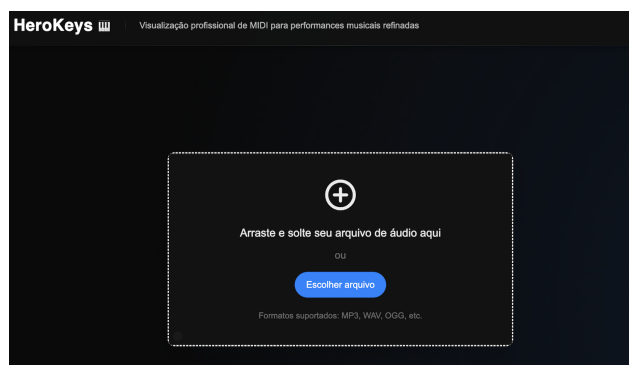 HeroKeys
Visualização profissional de MIDI para performances musicais refinadas
Arraste e solte seu arquivo de áudio aqui
ou
Escolher arquivo
Formatos suportados: MP3, WAV, OGG, etc.